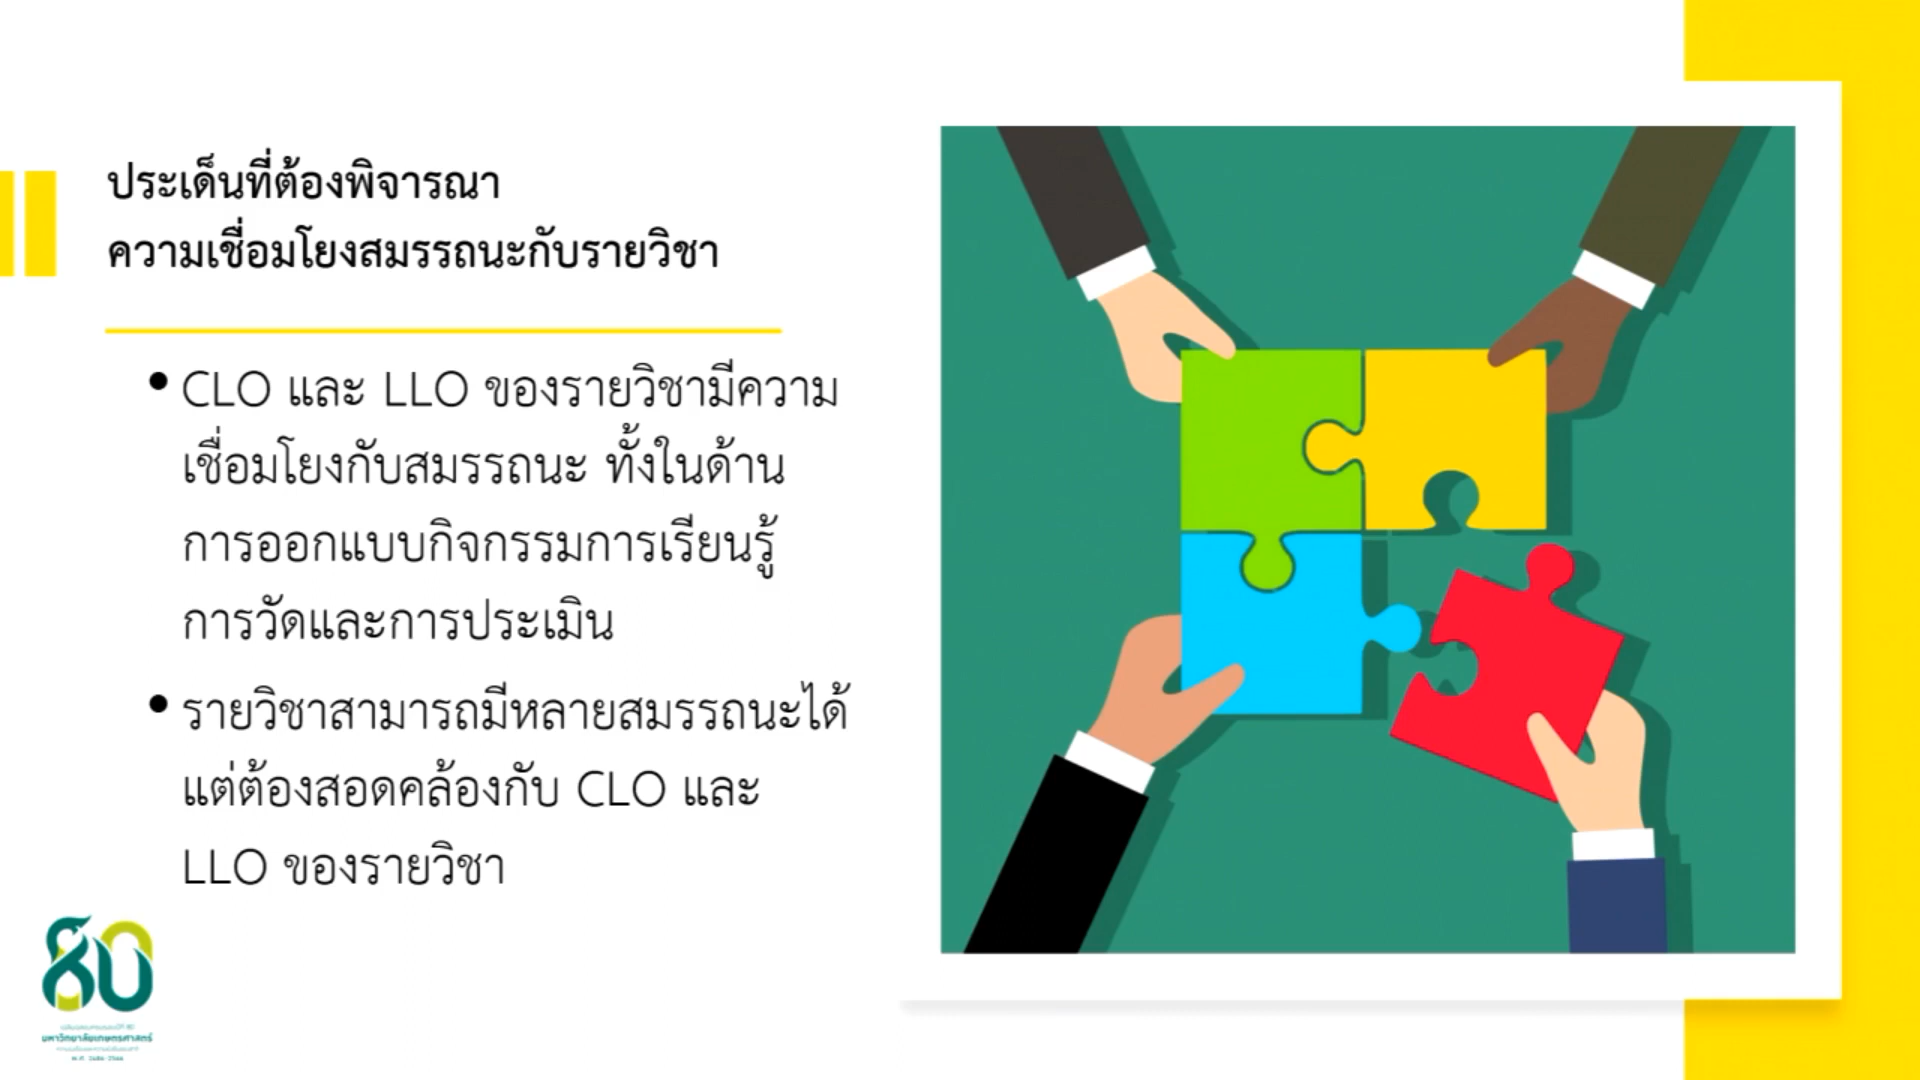 ประเด็นที่ต้องพิจารณา
ความเชื่อมโยงสมรรถนะกับรายวิชา
• CLO และ LLO ของรายวิชามีความ
เชื่อมโยงกับสมรรถนะ ทั้งในด้าน
การออกแบบกิจกรรมการเรียนรู้
การวัดและการประเมิน
• รายวิชาสามารถมีหลายสมรรถนะได้
แต่ต้องสอดคล้องกับ CLO และ
LLO ของรายวิชา
80
มหาวิทยาลัยเกษตรศาสตร์